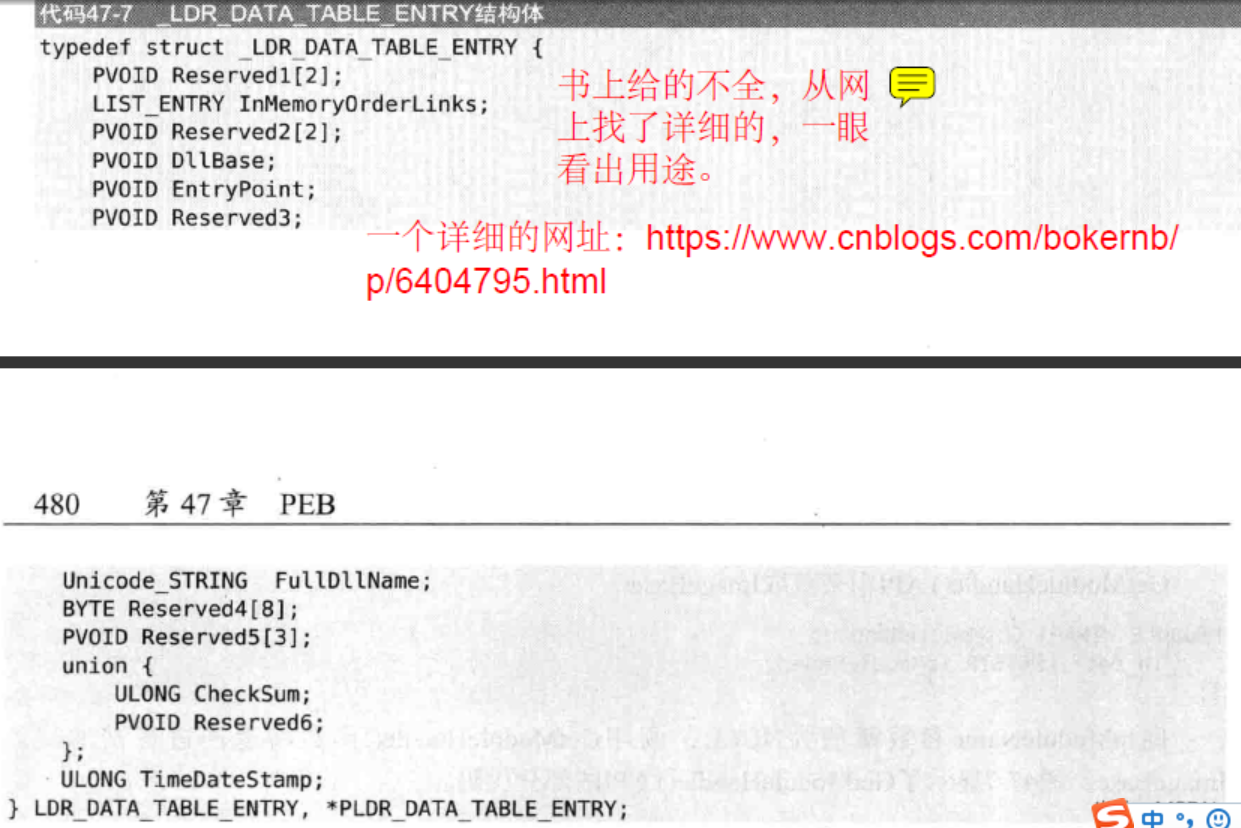 代码47-7 _LDR_DATA_TABLE_ENTRY结构体
typedef struct _LDR_DATA_TABLE_ENTRY {
PVOID Reserved1[2];
LIST_ENTRY InMemoryOrderLinks;
PVOID Reserved2[2];
PVOID DllBase;
PVOID EntryPoint;
PVOID Reserved3;
书上给的不全，从网
上找了详细的，一眼
看出用途。
一个详细的网址：https://www.cnblogs.com/bokernb/
p/6404795.html
480 第 47 章 PEB
Unicode_STRING FullDllName;
BYTE Reserved4[8];
PVOID Reserved5[3];
union {
ULONG CheckSum;
PVOID Reserved6;
};
ULONG TimeDateStamp;
} LDR_DATA_TABLE_ENTRY, *PLDR_DATA_TABLE_ENTRY;
中